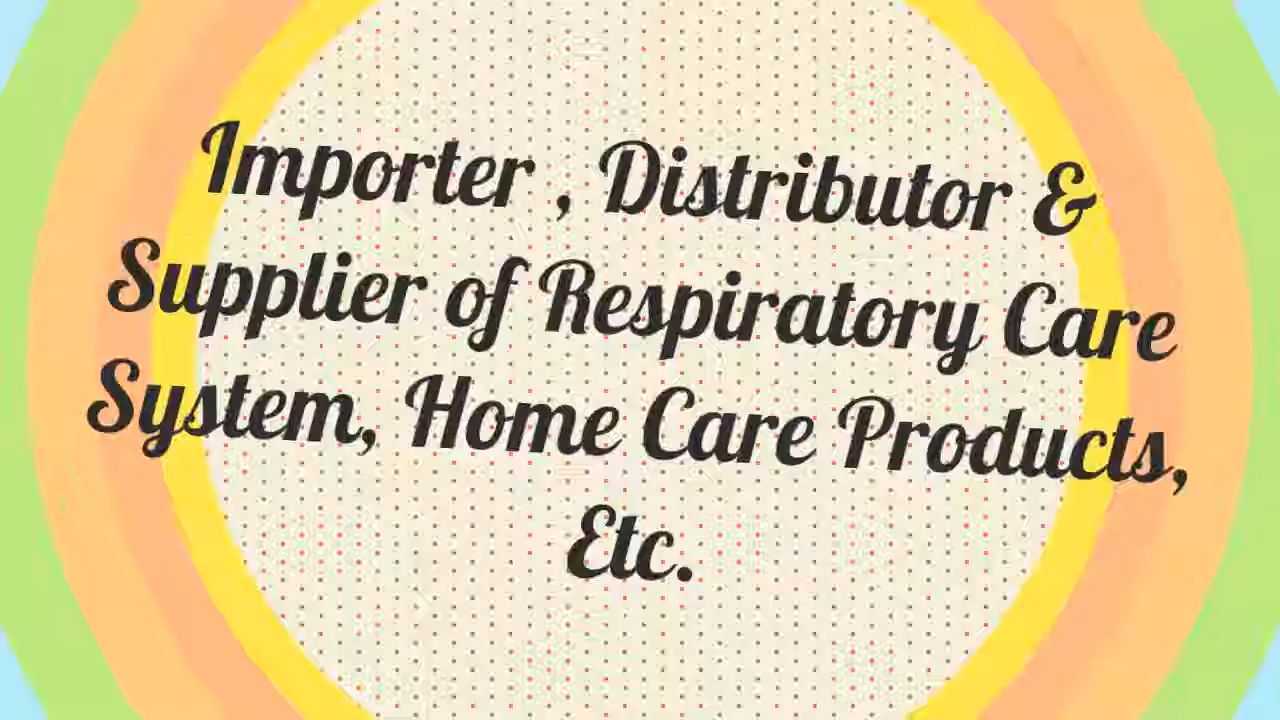 Importer , Distributor &
Supplier of Respiratory Care
System, Home Care Products,
Etc.